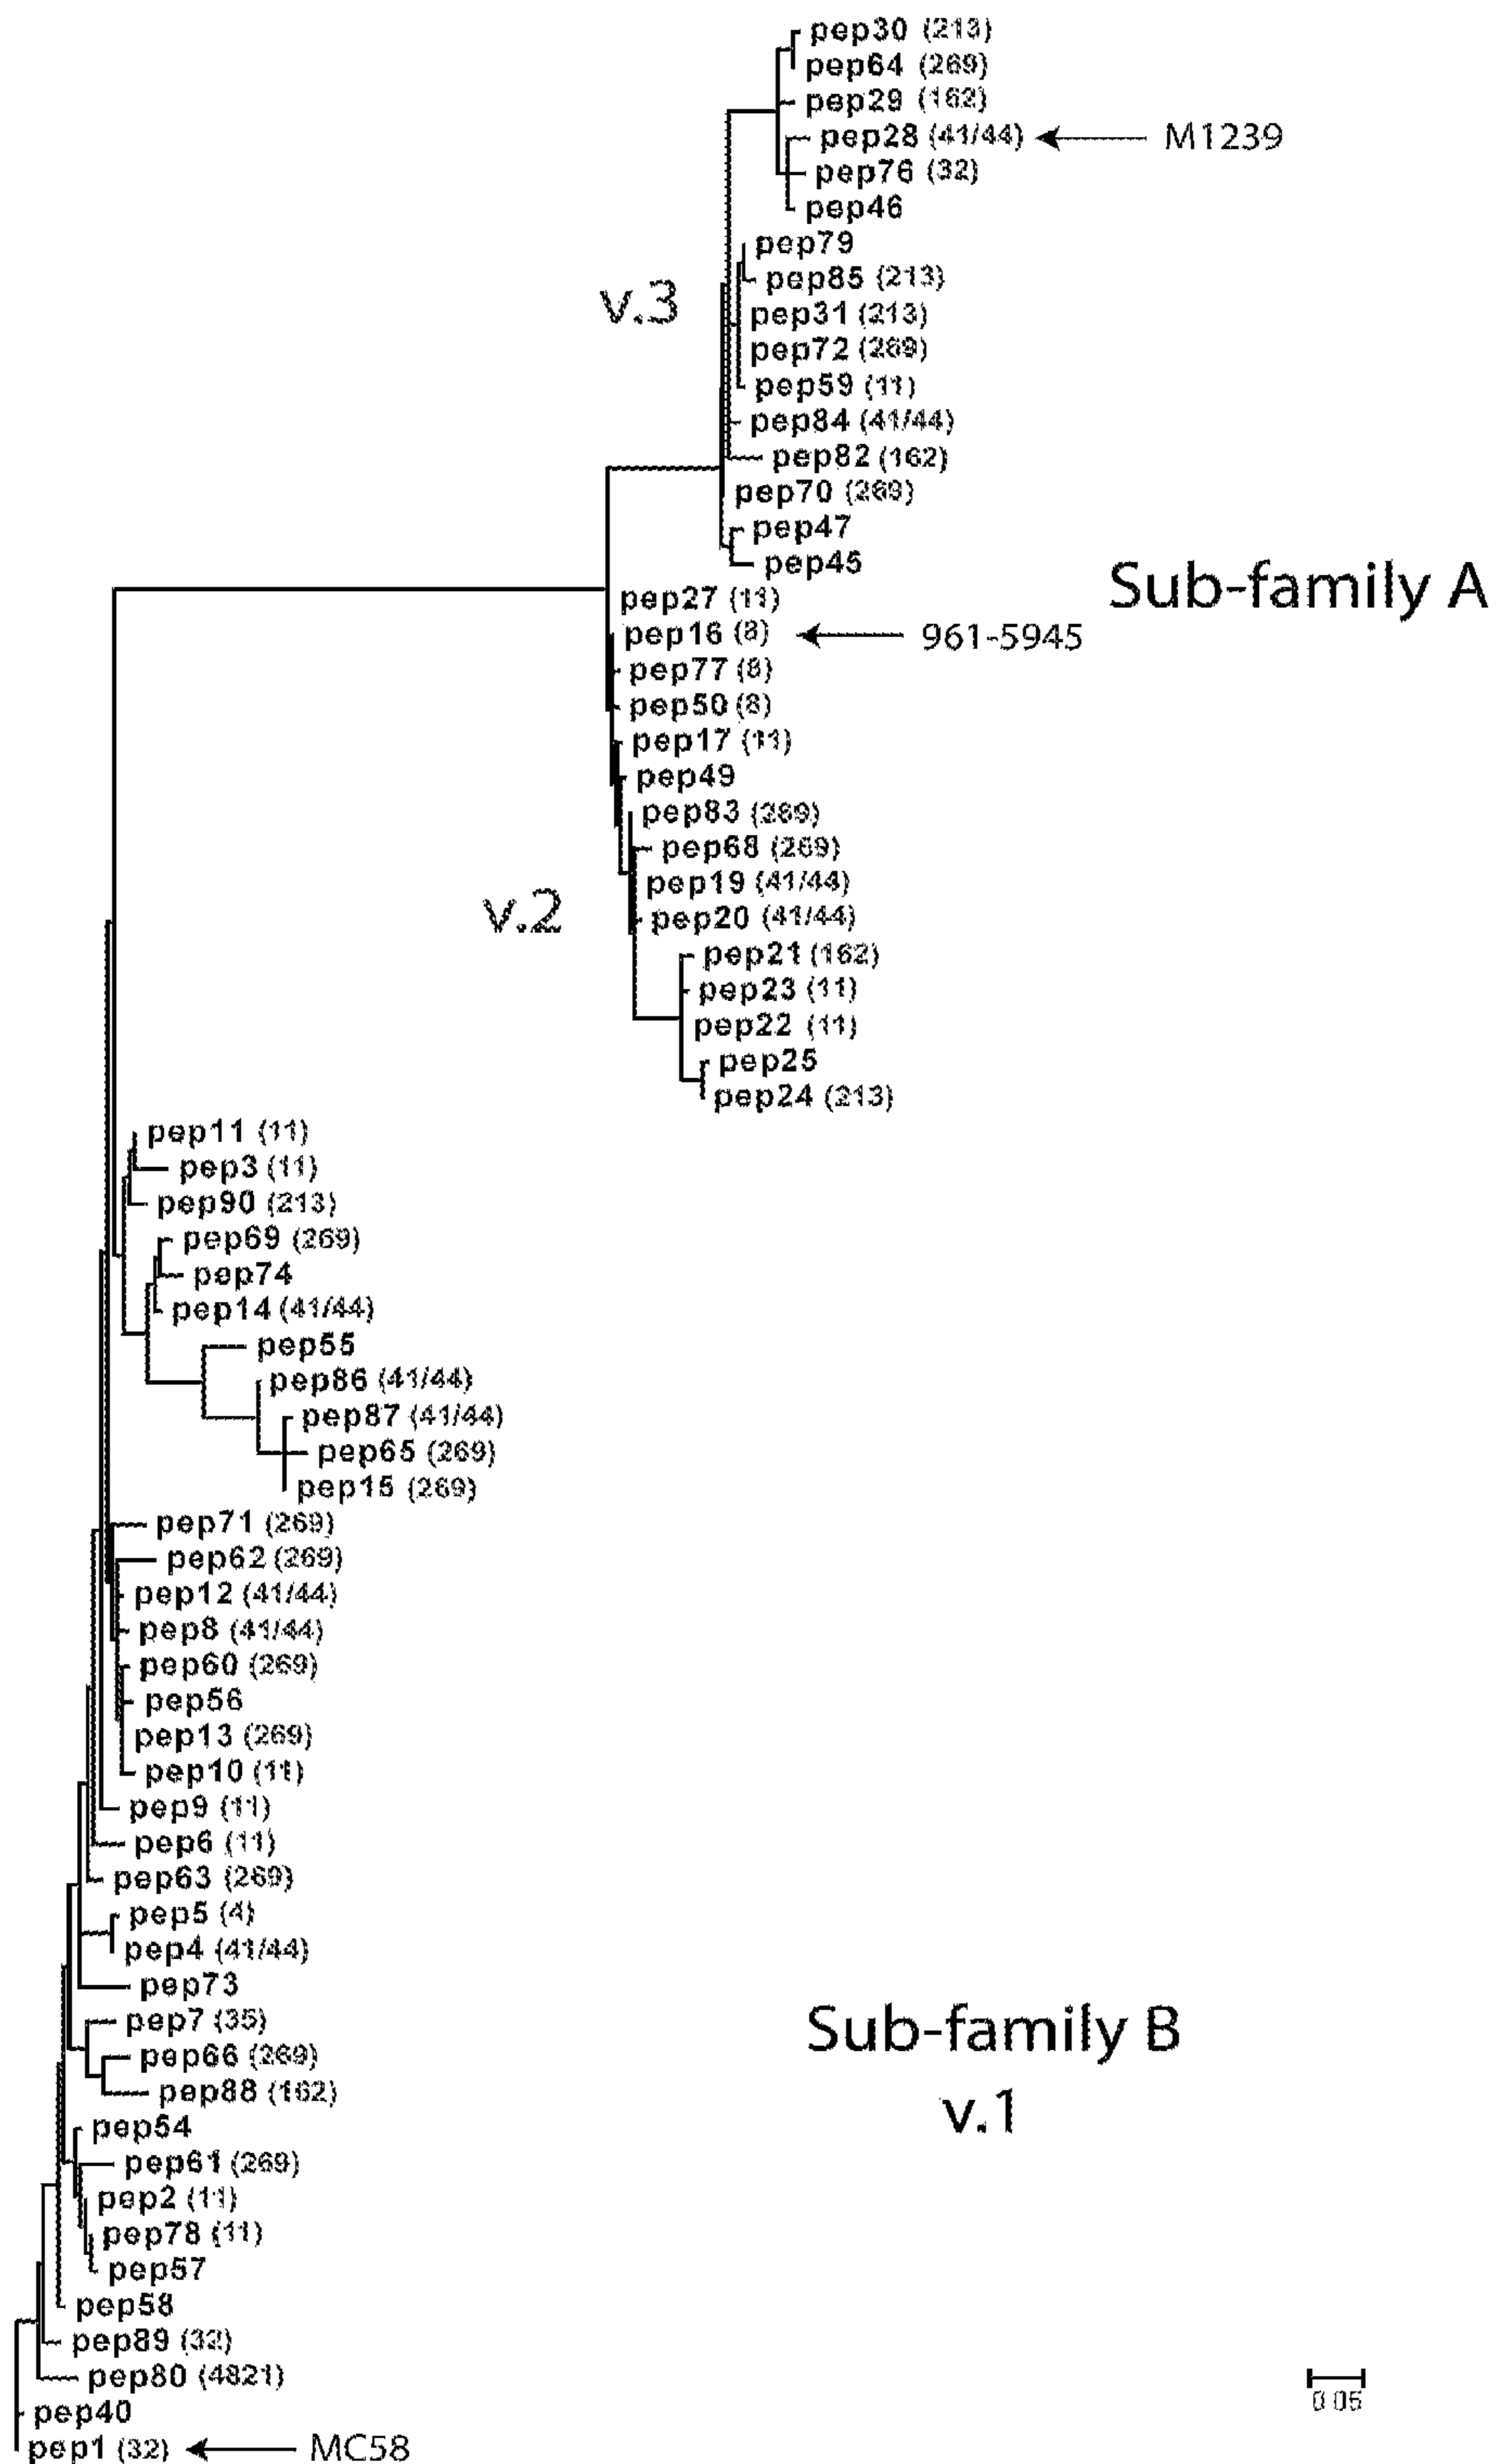 pep30 (213)
pep64 (269)
pep29 (162)
pep28 (41/44) M1239
pep76 (32)
pep46
pep79
pep85 (213)
v.3
pep31 (213)
pep72 (269)
pep59 (11)
pep84 (41/44)
pep82 (162)
pep70 (269)
pep47
pep45
Sub-family A
pep27 (11)
pep16 (8) 961-5945
pep77 (8)
pep50 (8)
pep17 (11)
pep49
pep83 (269)
pep68 (269)
pep19 (41/44)
v.2
pep20 (41/44)
pep21 (162)
pep23 (11)
pep22 (11)
pep25
pep24 (213)
pep11 (11)
pep3 (11)
pep90 (213)
pep69 (269)
pep74
pep14 (41/44)
pep55
pep86 (41/44)
pep87 (41/44)
pep65 (269)
pep15 (269)
pep71 (269)
pep62 (269)
pep12 (41/44)
pep8 (41/44)
pep60 (269)
pep56
pep13 (269)
pep10 (11)
pep9 (11)
pep6 (11)
pep63 (269)
pep5 (4)
pep4 (41/44)
pep73
pep7 (35)
Sub-family B
pep66 (269)
pep88 (162)
v.1
pep54
pep61 (269)
pep2 (11)
pep78 (11)
pep57
pep58
pep89 (32)
pep80 (4821)
0.05
pep40
pep1 (32) MC58